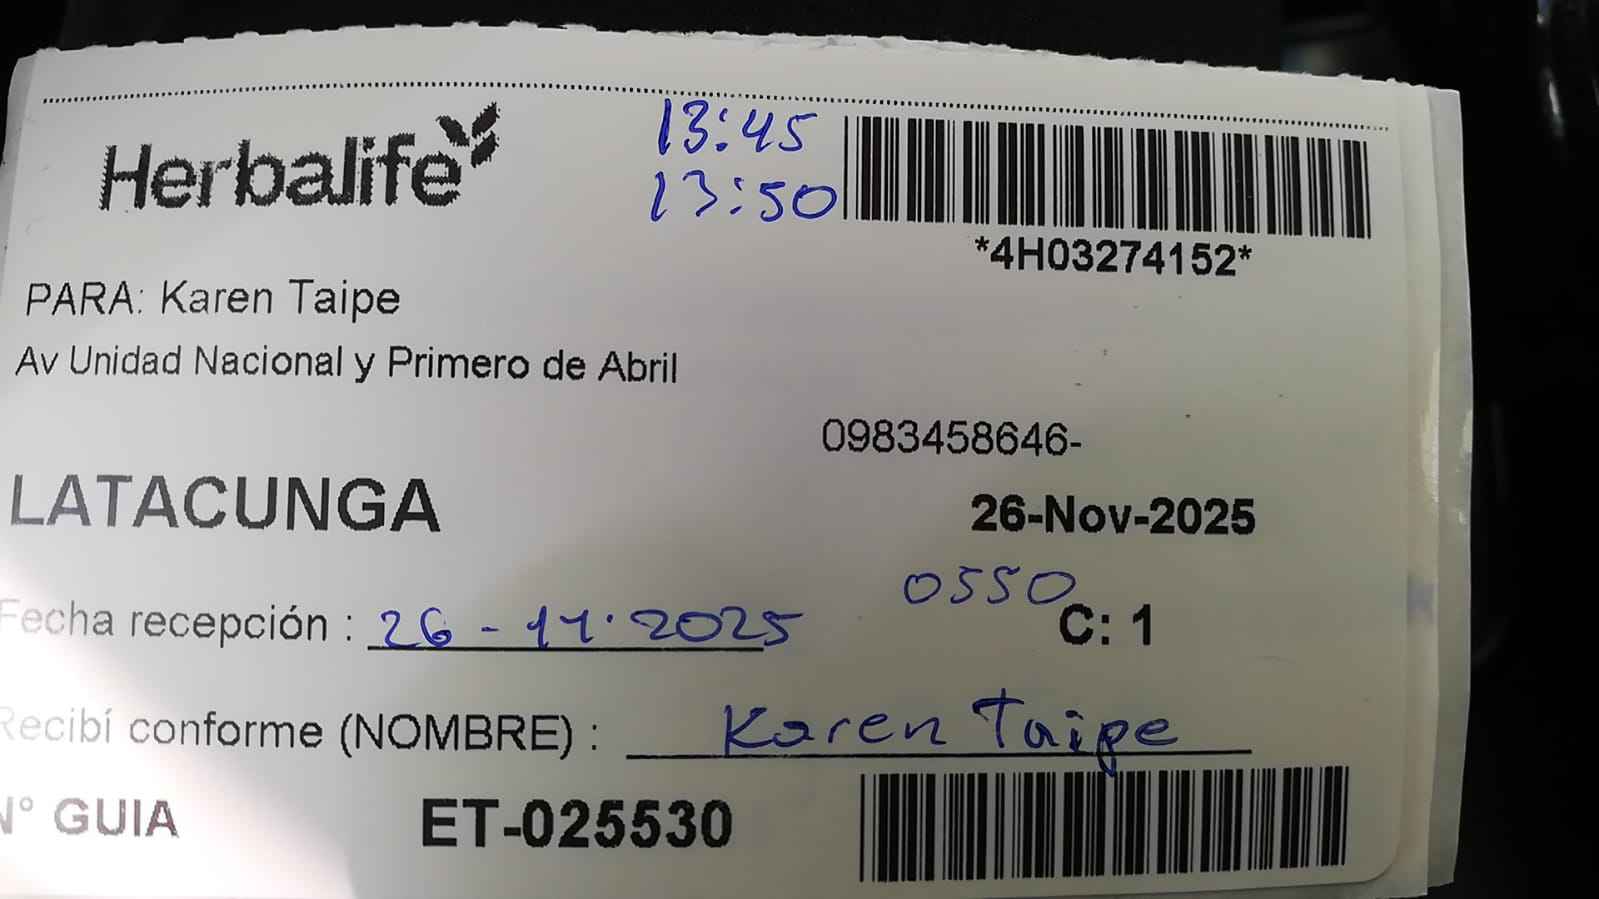 Herbalife
13:45
13:50
*4H03274152*
PARA: Karen Taipe
Av Unidad Nacional y Primero de Abril
0983458646-
LATACUNGA
26-Nov-2025
0550
C: 1
Fecha recepción : 26-11-2025
Recibí conforme (NOMBRE) : Karen Taipe
N° GUIA ET-025530